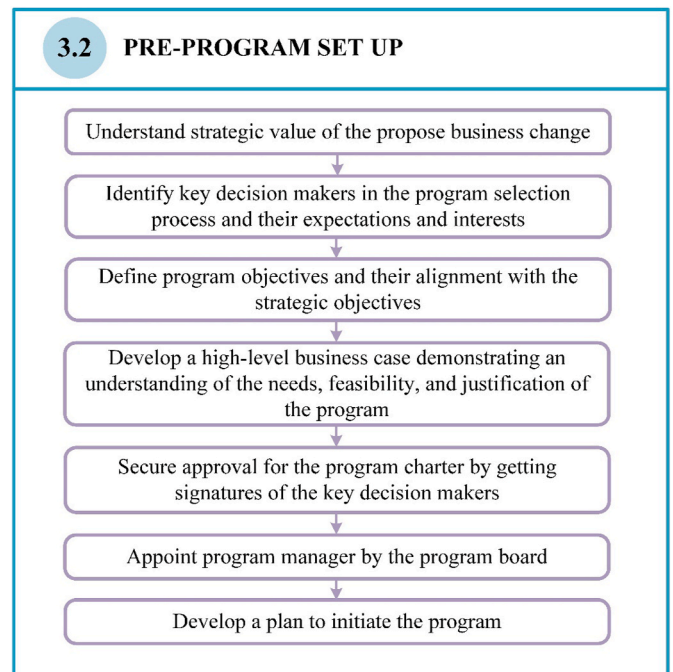 3.2 PRE-PROGRAM SET UP
Understand strategic value of the propose business change
Identify key decision makers in the program selection
process and their expectations and interests
Define program objectives and their alignment with the
strategic objectives
Develop a high-level business case demonstrating an
understanding of the needs, feasibility, and justification of
the program
Secure approval for the program charter by getting
signatures of the key decision makers
Appoint program manager by the program board
Develop a plan to initiate the program